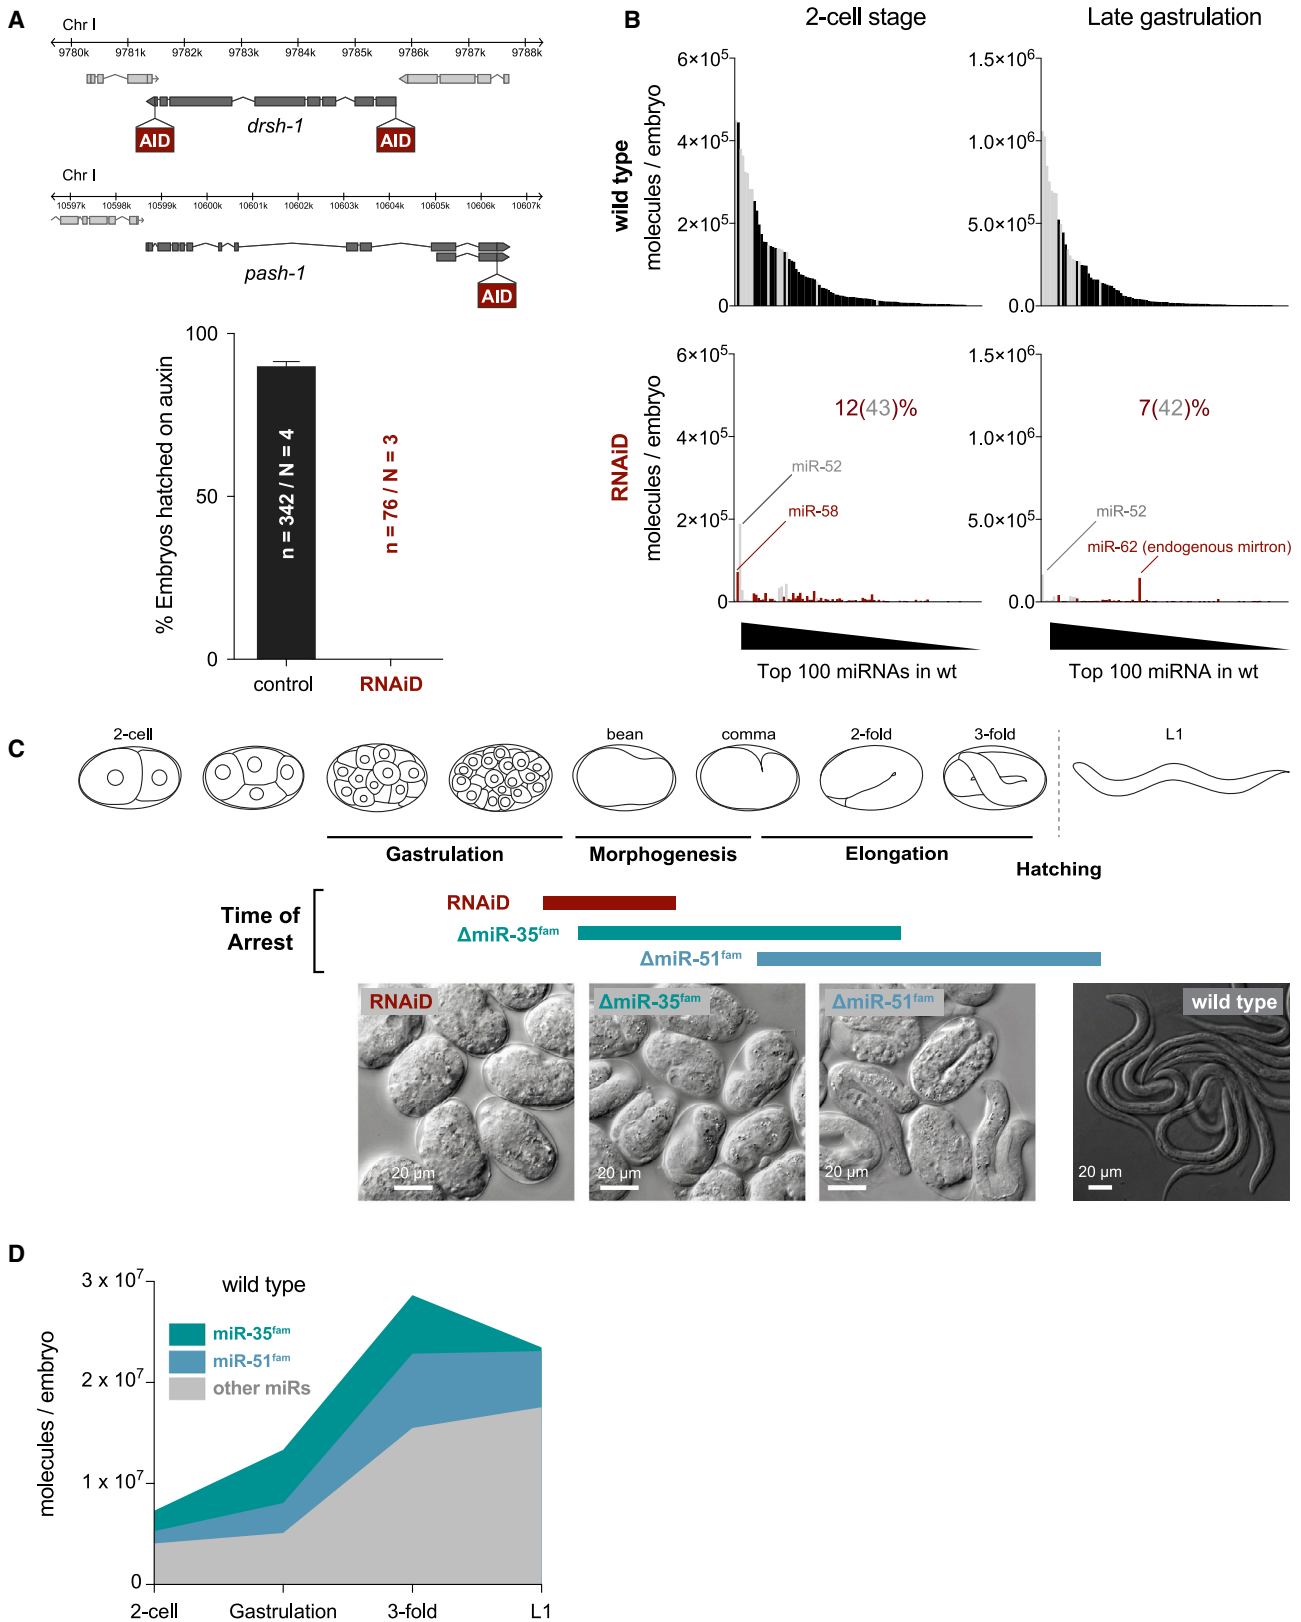 A
Chr I
9780k 9781k 9782k 9783k 9784k 9785k 9786k 9787k 9788k
drsh-1
AID AID
Chr I
10597k 10598k 10599k 10600k 10601k 10602k 10603k 10604k 10605k 10606k 10607k
pash-1
AID
% Embryos hatched on auxin
100
50
0
n = 342 / N = 4
n = 76 / N = 3
control RNAiD
B
2-cell stage Late gastrulation
wild type
molecules / embryo
6×10⁵
4×10⁵
2×10⁵
0
1.5×10⁶
1.0×10⁶
5.0×10⁵
0.0
RNAiD
molecules / embryo
6×10⁵
4×10⁵
2×10⁵
0
12(43)%
miR-52
miR-58
1.5×10⁶
1.0×10⁶
5.0×10⁵
0.0
7(42)%
miR-52
miR-62 (endogenous mirtron)
Top 100 miRNAs in wt Top 100 miRNA in wt
C
2-cell bean comma 2-fold 3-fold L1
Gastrulation Morphogenesis Elongation
Hatching
Time of
Arrest
RNAiD
ΔmiR-35fam
ΔmiR-51fam
RNAiD ΔmiR-35fam ΔmiR-51fam wild type
20 µm 20 µm 20 µm 20 µm
D
molecules / embryo
3 x 10⁷
2 x 10⁷
1 x 10⁷
0
wild type
miR-35fam
miR-51fam
other miRs
2-cell Gastrulation 3-fold L1